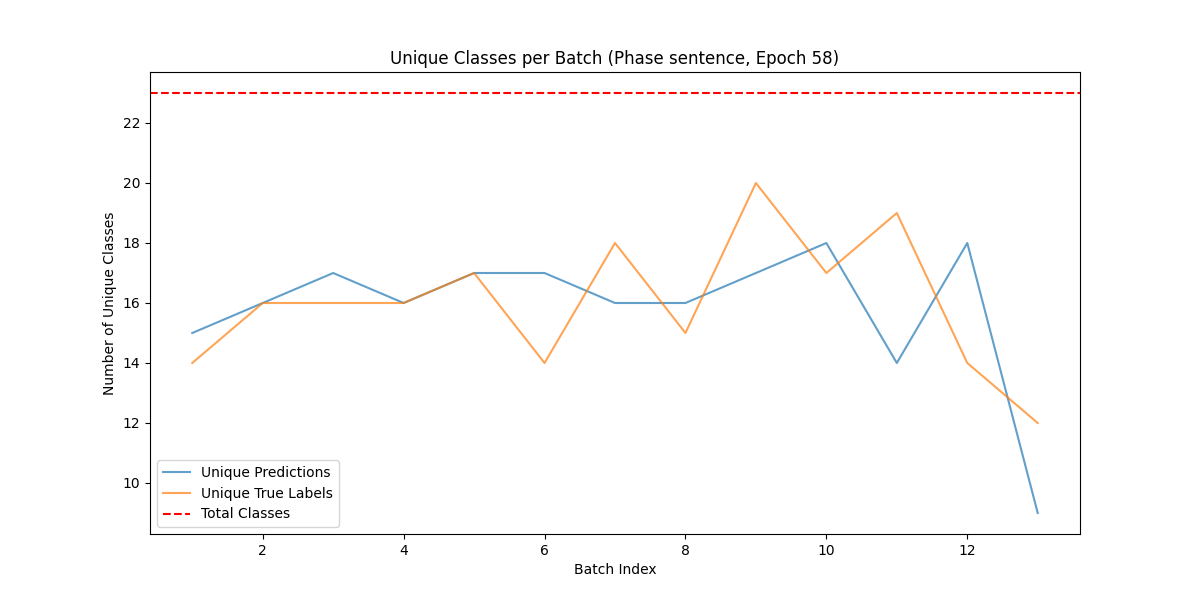 Unique Classes per Batch (Phase sentence, Epoch 58)
Number of Unique Classes
22
20
18
16
14
12
10
Unique Predictions
Unique True Labels
Total Classes
2 4 6 8 10 12
Batch Index